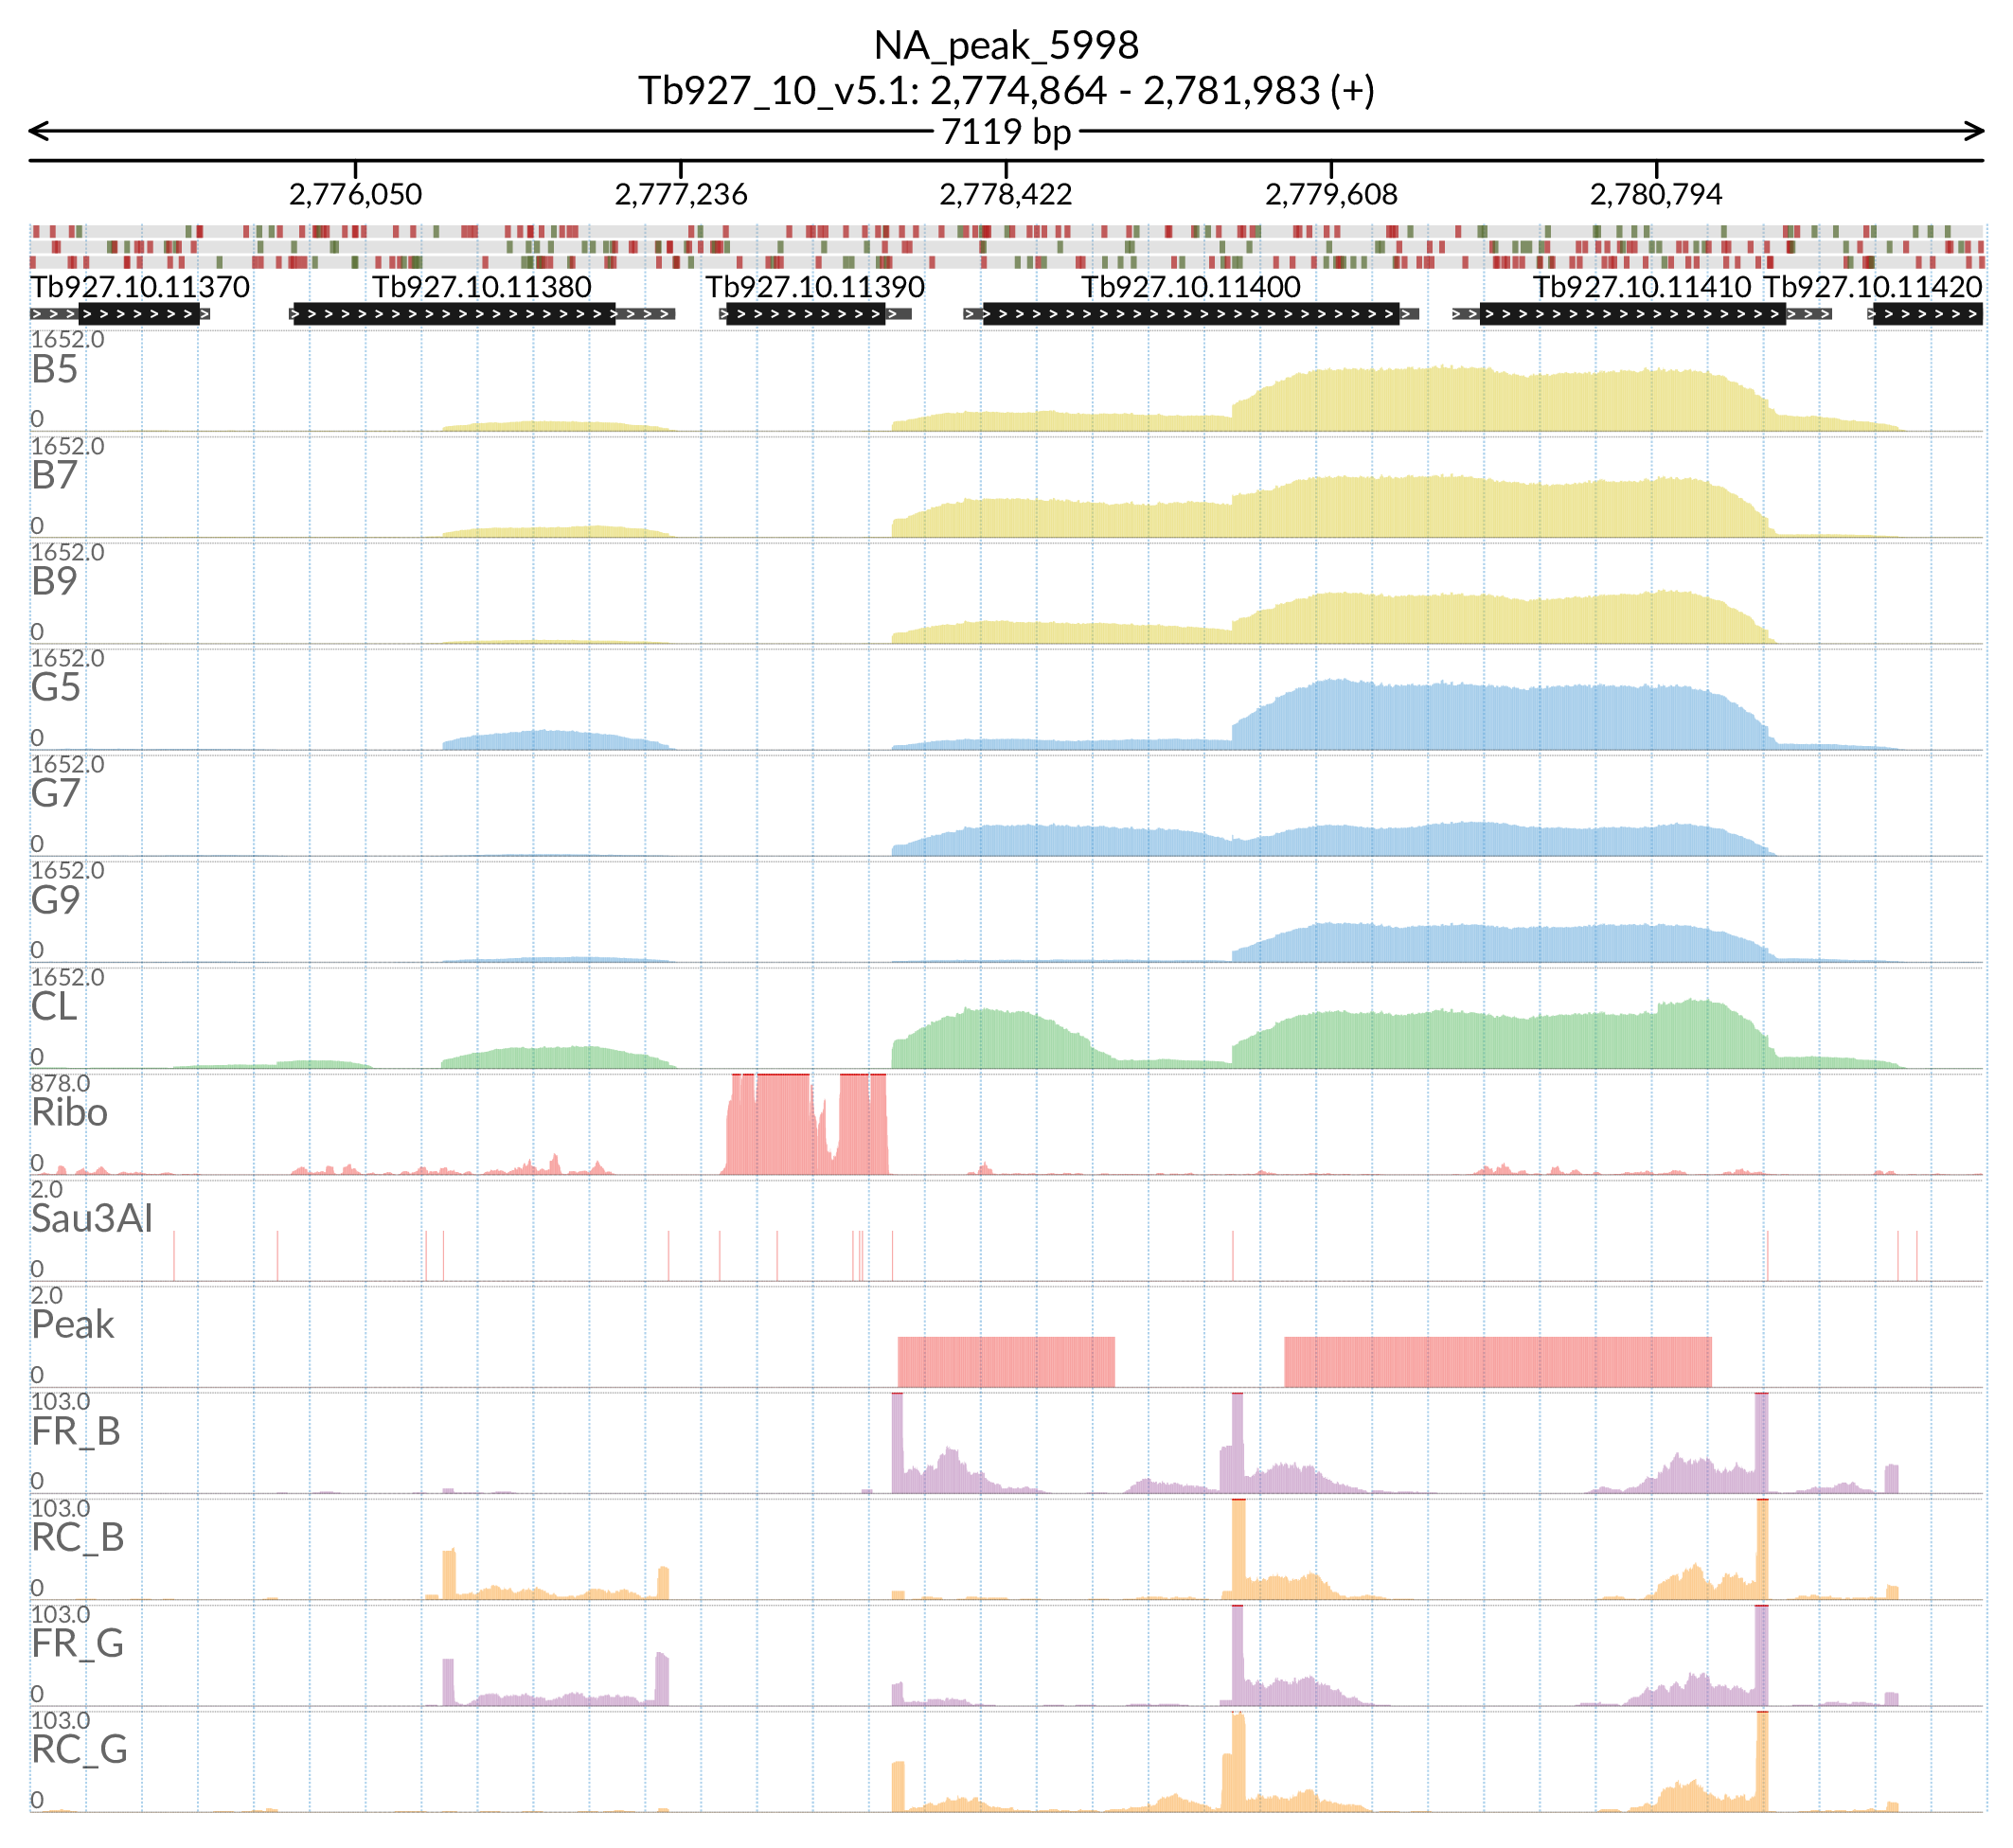 NA_peak_5998
Tb927_10_v5.1: 2,774,864 - 2,781,983 (+)
7119 bp
2,776,050 2,777,236 2,778,422 2,779,608 2,780,794
Tb927.10.11370 Tb927.10.11380 Tb927.10.11390 Tb927.10.11400 Tb927.10.11410 Tb927.10.11420
1652.0
B5
0
1652.0
B7
0
1652.0
B9
0
1652.0
G5
0
1652.0
G7
0
1652.0
G9
0
1652.0
CL
0
878.0
Ribo
0
2.0
Sau3AI
0
2.0
Peak
0
103.0
FR_B
0
103.0
RC_B
0
103.0
FR_G
0
103.0
RC_G
0